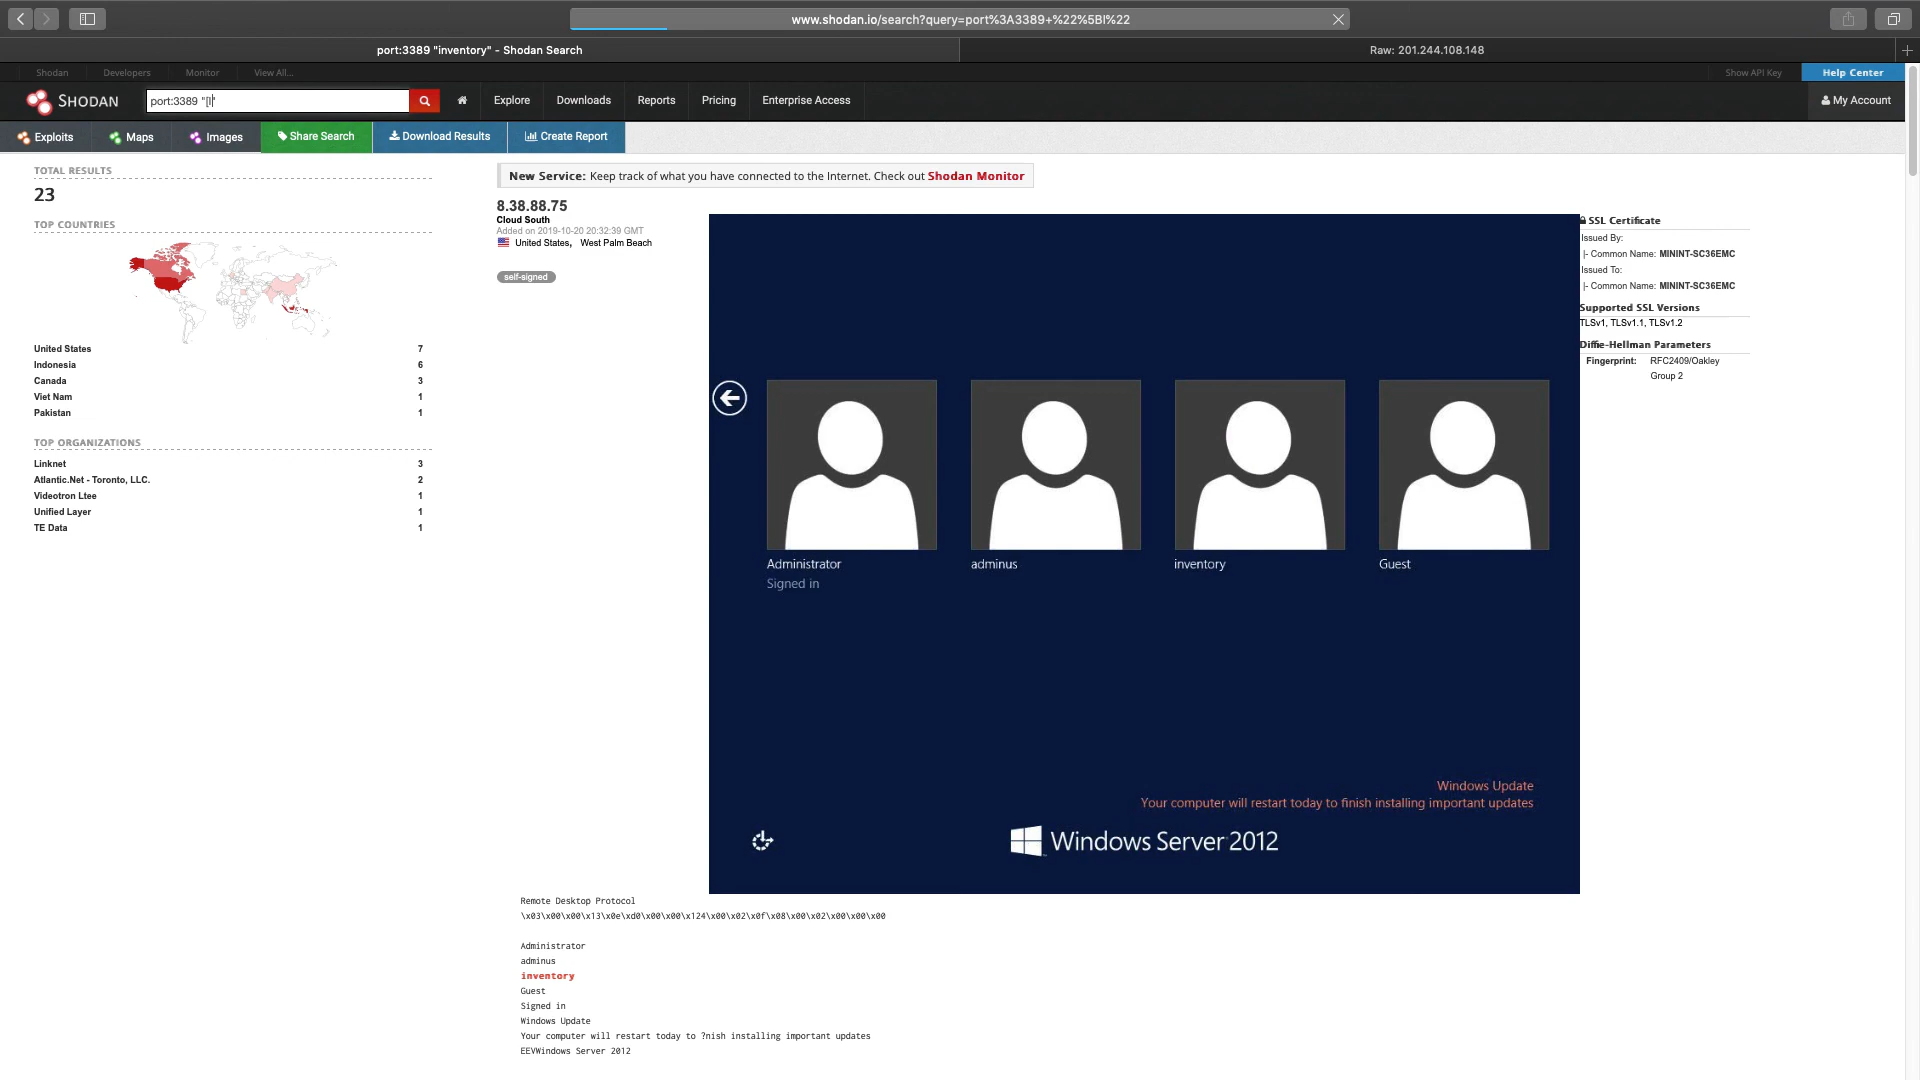 www.shodan.io/search?query=port%3A3389+%22%5BI%22
port:3389 "inventory" - Shodan Search
Raw: 201.244.108.148
Shodan
Developers
Monitor
View All...
Show API Key
Help Center
SHODAN
port:3389 "[I"
Explore
Downloads
Reports
Pricing
Enterprise Access
My Account
Exploits
Maps
Images
Share Search
Download Results
Create Report
TOTAL RESULTS
23
TOP COUNTRIES
United States 7
Indonesia 6
Canada 3
Viet Nam 1
Pakistan 1
TOP ORGANIZATIONS
Linknet 3
Atlantic.Net - Toronto, LLC. 2
Videotron Ltee 1
Unified Layer 1
TE Data 1
New Service: Keep track of what you have connected to the Internet. Check out Shodan Monitor
8.38.88.75
Cloud South
Added on 2019-10-20 20:32:39 GMT
United States, West Palm Beach
self-signed
Administrator
Signed in
adminus
inventory
Guest
Windows Update
Your computer will restart today to finish installing important updates
Windows Server 2012
SSL Certificate
Issued By:
|- Common Name: MININT-SC36EMC
Issued To:
|- Common Name: MININT-SC36EMC
Supported SSL Versions
TLSv1, TLSv1.1, TLSv1.2
Diffie-Hellman Parameters
Fingerprint: RFC2409/Oakley
Group 2
Remote Desktop Protocol
\x03\x00\x00\x13\x0e\xd0\x00\x00\x124\x00\x02\x0f\x08\x00\x02\x00\x00\x00
Administrator
adminus
inventory
Guest
Signed in
Windows Update
Your computer will restart today to ?nish installing important updates
EEVWindows Server 2012